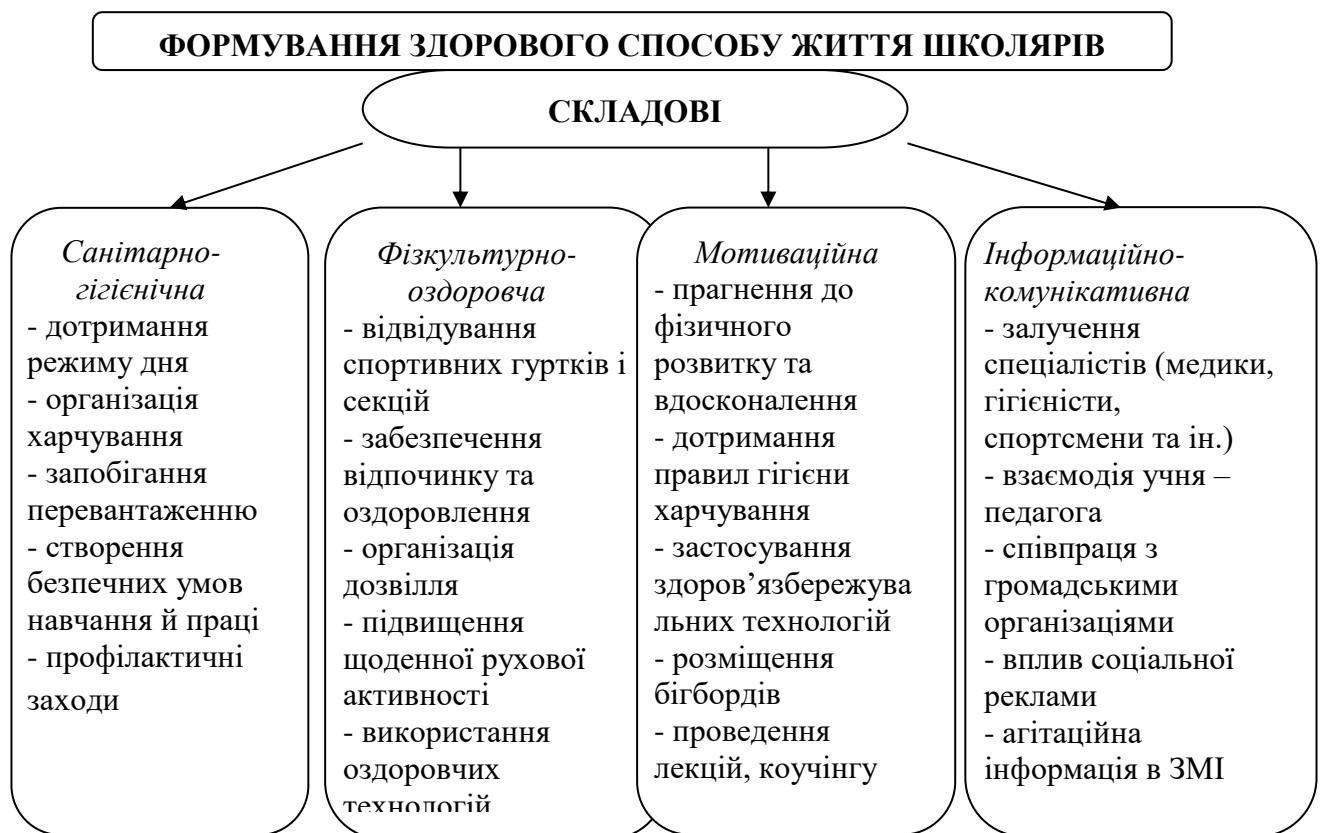 ФОРМУВАННЯ ЗДОРОВОГО СПОСОБУ ЖИТТЯ ШКОЛЯРІВ
СКЛАДОВІ
Санітарно-
гігієнічна
- дотримання
режиму дня
- організація
харчування
- запобігання
перевантаженню
- створення
безпечних умов
навчання й праці
- профілактичні
заходи
Фізкультурно-
оздоровча
- відвідування
спортивних гуртків і
секцій
- забезпечення
відпочинку та
оздоровлення
- організація
дозвілля
- підвищення
щоденної рухової
активності
- використання
оздоровчих
технологій
Мотиваційна
- прагнення до
фізичного
розвитку та
вдосконалення
- дотримання
правил гігієни
харчування
- застосування
здоров’язбережува
льних технологій
- розміщення
бігбордів
- проведення
лекцій, коучінгу
Інформаційно-
комунікативна
- залучення
спеціалістів (медики,
гігієністи,
спортсмени та ін.)
- взаємодія учня –
педагога
- співпраця з
громадськими
організаціями
- вплив соціальної
реклами
- агітаційна
інформація в ЗМІ